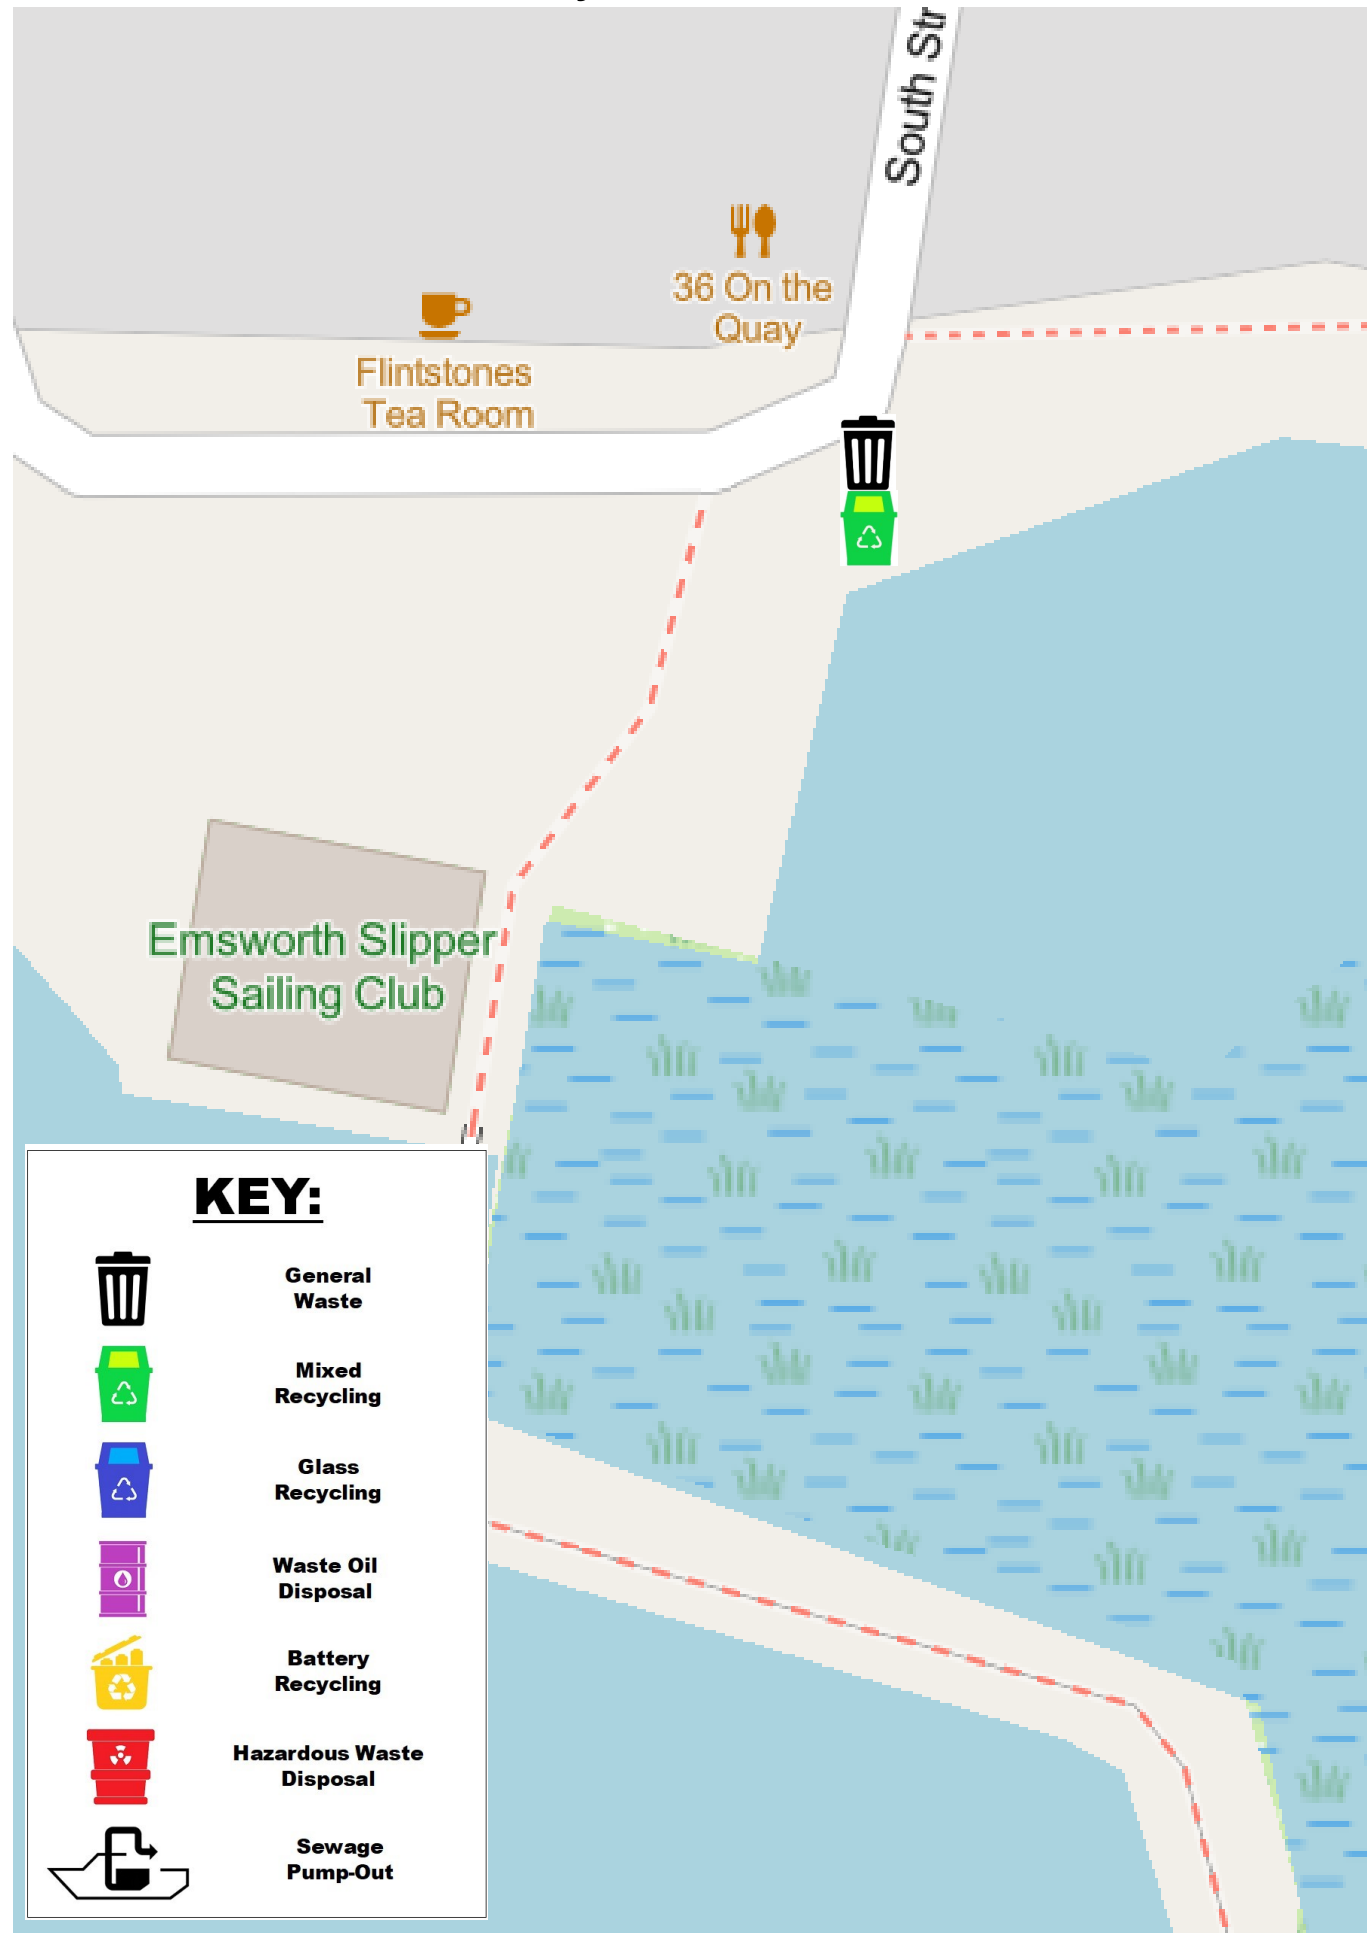 South Str
36 On the
Quay
Flintstones
Tea Room
Emsworth Slipper
Sailing Club
KEY:
General
Waste
Mixed
Recycling
Glass
Recycling
Waste Oil
Disposal
Battery
Recycling
Hazardous Waste
Disposal
Sewage
Pump-Out